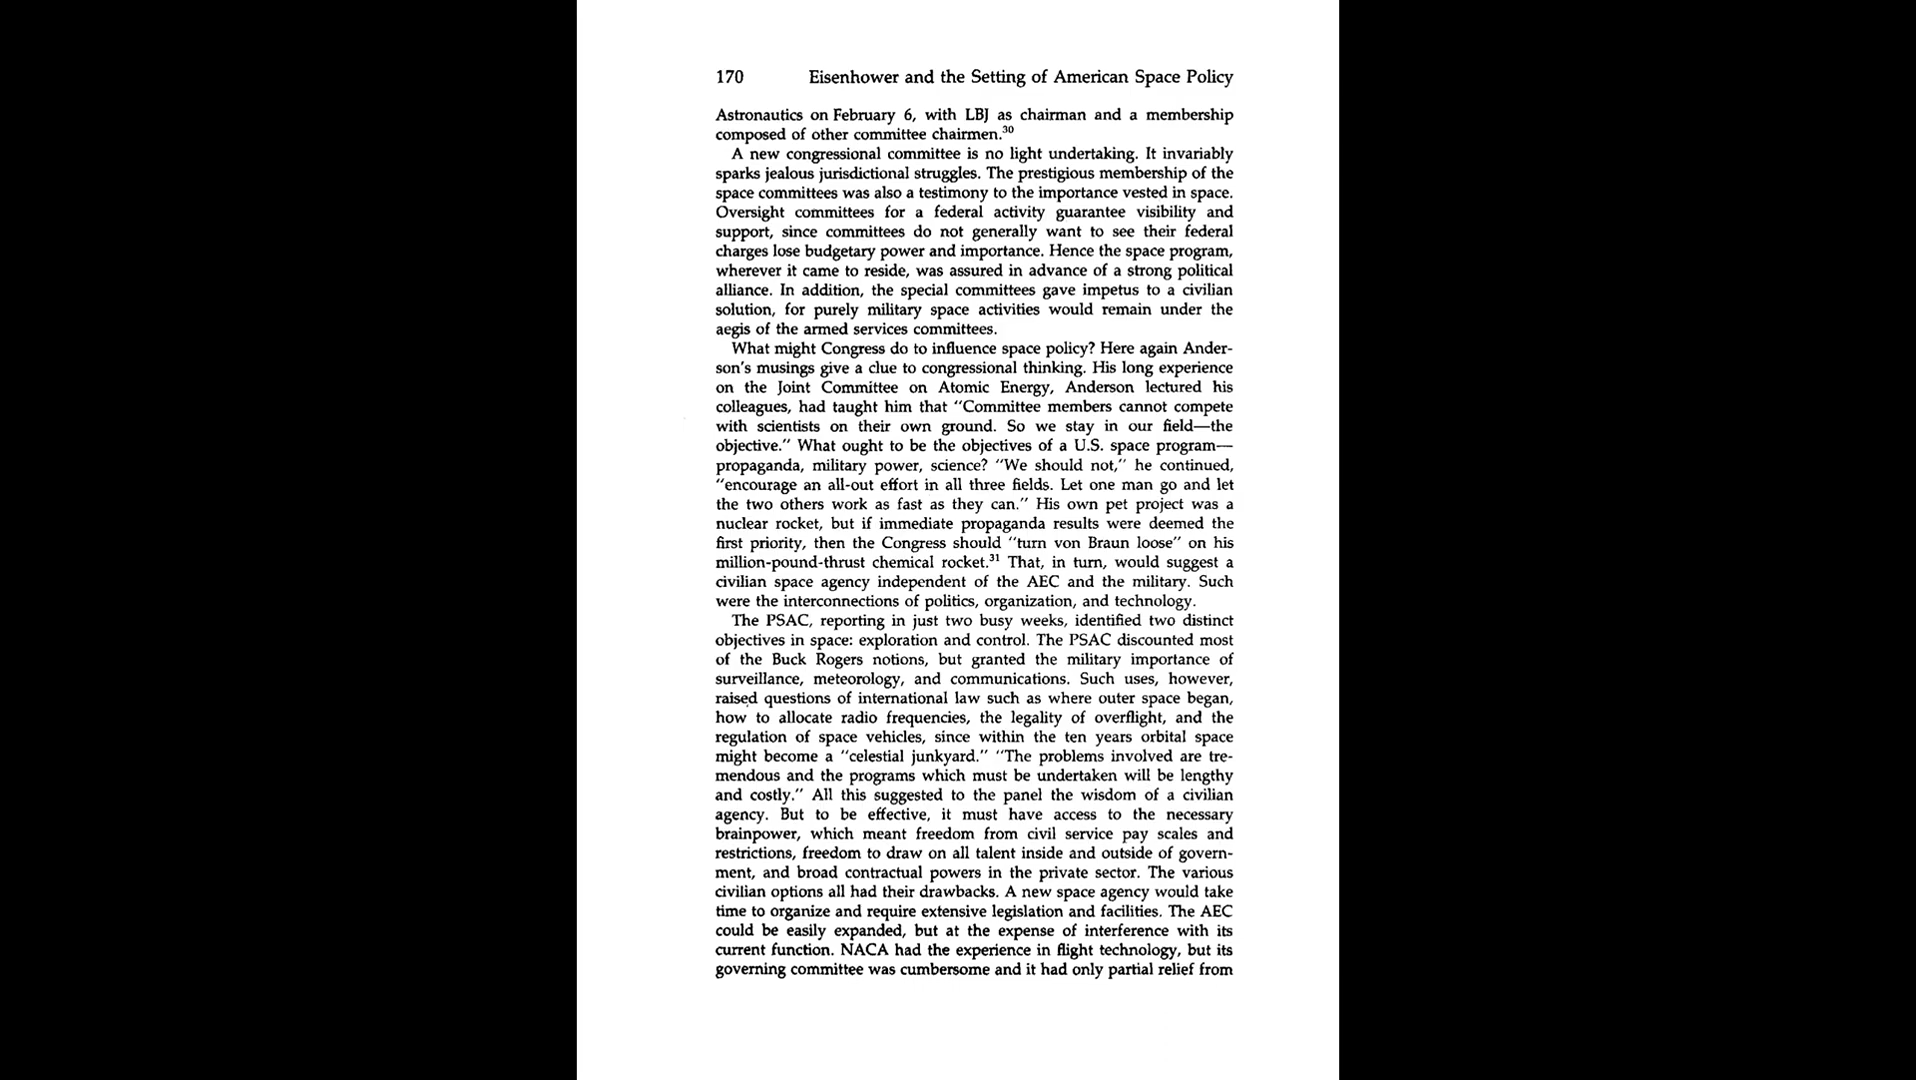 170 Eisenhower and the Setting of American Space Policy
Astronautics on February 6, with LBJ as chairman and a membership
composed of other committee chairmen.30
A new congressional committee is no light undertaking. It invariably
sparks jealous jurisdictional struggles. The prestigious membership of the
space committees was also a testimony to the importance vested in space.
Oversight committees for a federal activity guarantee visibility and
support, since committees do not generally want to see their federal
charges lose budgetary power and importance. Hence the space program,
wherever it came to reside, was assured in advance of a strong political
alliance. In addition, the special committees gave impetus to a civilian
solution, for purely military space activities would remain under the
aegis of the armed services committees.
What might Congress do to influence space policy? Here again Ander-
son's musings give a clue to congressional thinking. His long experience
on the Joint Committee on Atomic Energy, Anderson lectured his
colleagues, had taught him that “Committee members cannot compete
with scientists on their own ground. So we stay in our field—the
objective.” What ought to be the objectives of a U.S. space program—
propaganda, military power, science? “We should not,” he continued,
“encourage an all-out effort in all three fields. Let one man go and let
the two others work as fast as they can.” His own pet project was a
nuclear rocket, but if immediate propaganda results were deemed the
first priority, then the Congress should “turn von Braun loose” on his
million-pound-thrust chemical rocket.31 That, in turn, would suggest a
civilian space agency independent of the AEC and the military. Such
were the interconnections of politics, organization, and technology.
The PSAC, reporting in just two busy weeks, identified two distinct
objectives in space: exploration and control. The PSAC discounted most
of the Buck Rogers notions, but granted the military importance of
surveillance, meteorology, and communications. Such uses, however,
raised questions of international law such as where outer space began,
how to allocate radio frequencies, the legality of overflight, and the
regulation of space vehicles, since within the ten years orbital space
might become a “celestial junkyard.” “The problems involved are tre-
mendous and the programs which must be undertaken will be lengthy
and costly.” All this suggested to the panel the wisdom of a civilian
agency. But to be effective, it must have access to the necessary
brainpower, which meant freedom from civil service pay scales and
restrictions, freedom to draw on all talent inside and outside of govern-
ment, and broad contractual powers in the private sector. The various
civilian options all had their drawbacks. A new space agency would take
time to organize and require extensive legislation and facilities. The AEC
could be easily expanded, but at the expense of interference with its
current function. NACA had the experience in flight technology, but its
governing committee was cumbersome and it had only partial relief from